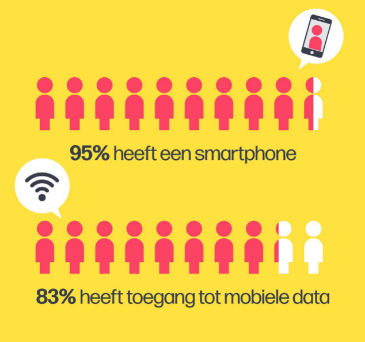 95% heeft een smartphone
83% heeft toegang tot mobiele data